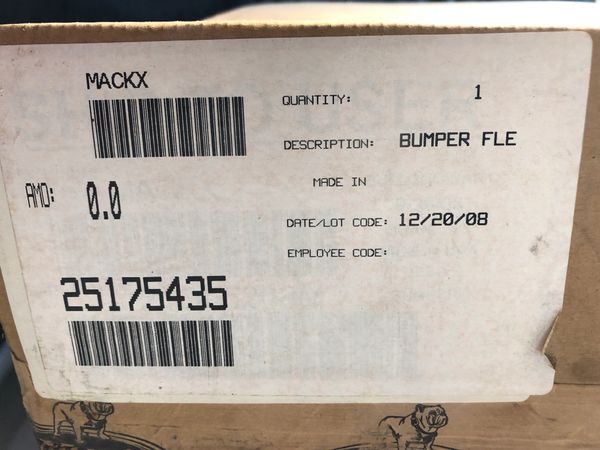 MACKX
QUANTITY: 1
DESCRIPTION: BUMPER FLE
MADE IN
AMD: 0.0
DATE/LOT CODE: 12/20/08
EMPLOYEE CODE:
25175435